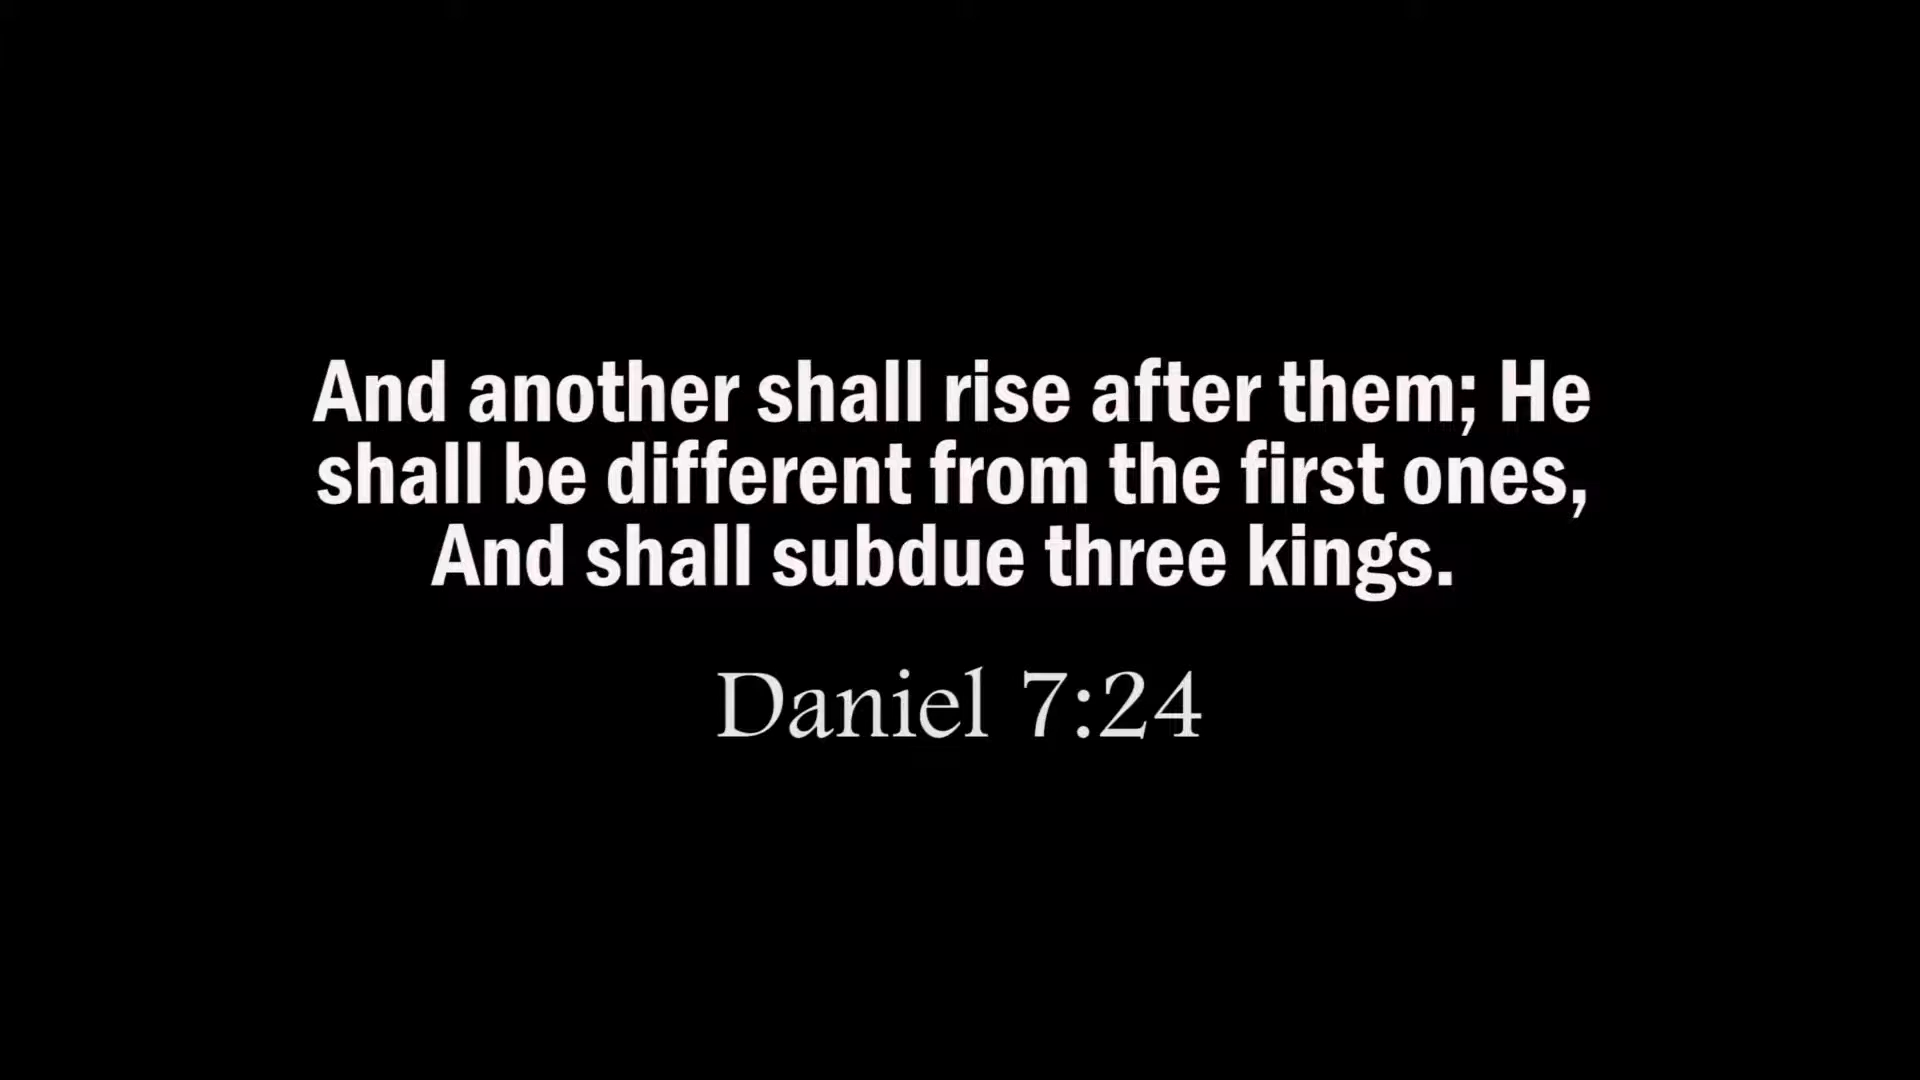 And another shall rise after them; He
shall be different from the first ones,
And shall subdue three kings.
Daniel 7:24